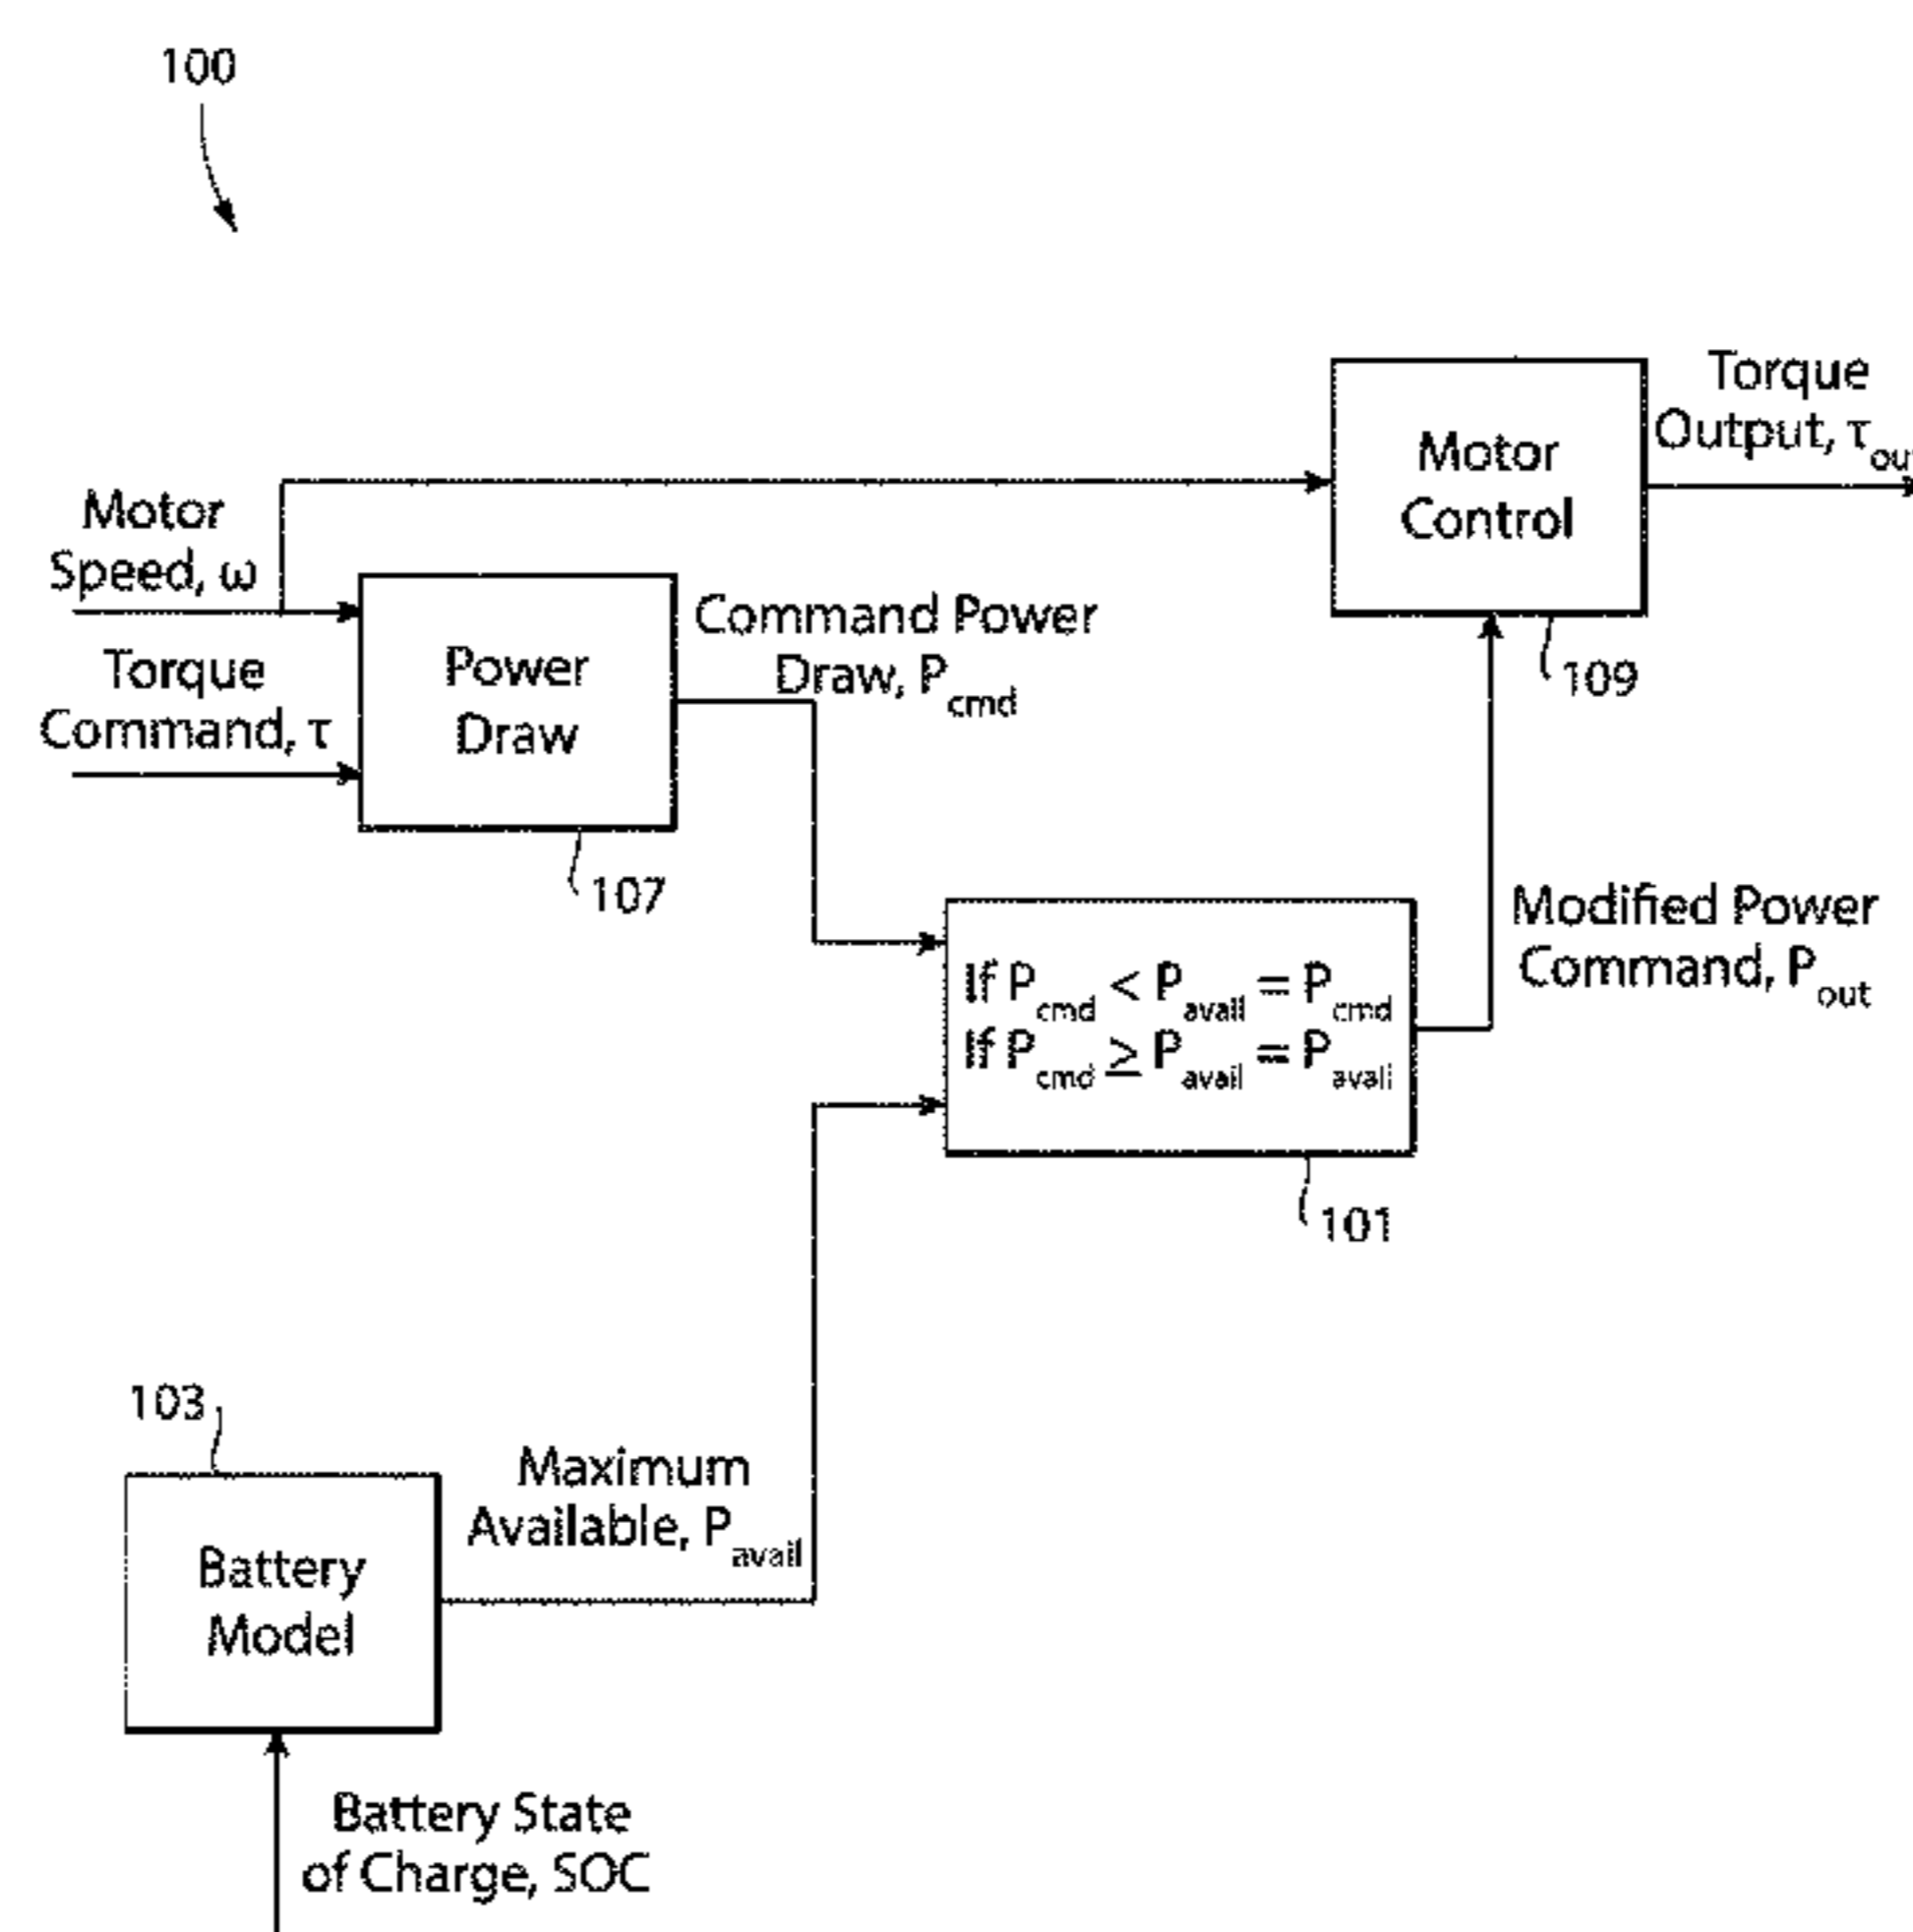 100
Torque
Output, τout
Motor
Control
109
Motor
Speed, ω
Torque
Command, τ
Power
Draw
107
Command Power
Draw, Pcmd
If Pcmd < Pavail = Pcmd
If Pcmd ≥ Pavail = Pavali
101
Modified Power
Command, Pout
103
Battery
Model
Maximum
Available, Pavail
Battery State
of Charge, SOC